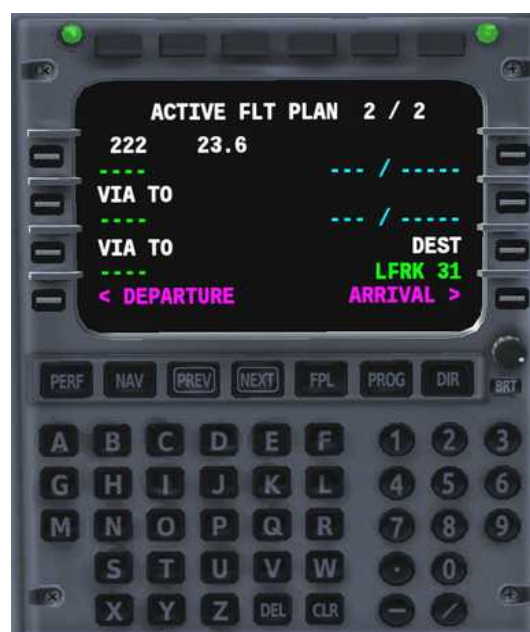 ACTIVE FLT PLAN 2 / 2
222 23.6
---- --- / -----
VIA TO
---- --- / -----
VIA TO DEST
---- LFRK 31
< DEPARTURE ARRIVAL >
PERF NAV PREV NEXT FPL PROG DIR BRT
A B C D E F 1 2 3
G H I J K L 4 5 6
M N O P Q R 7 8 9
S T U V W · 0
X Y Z DEL CLR - /